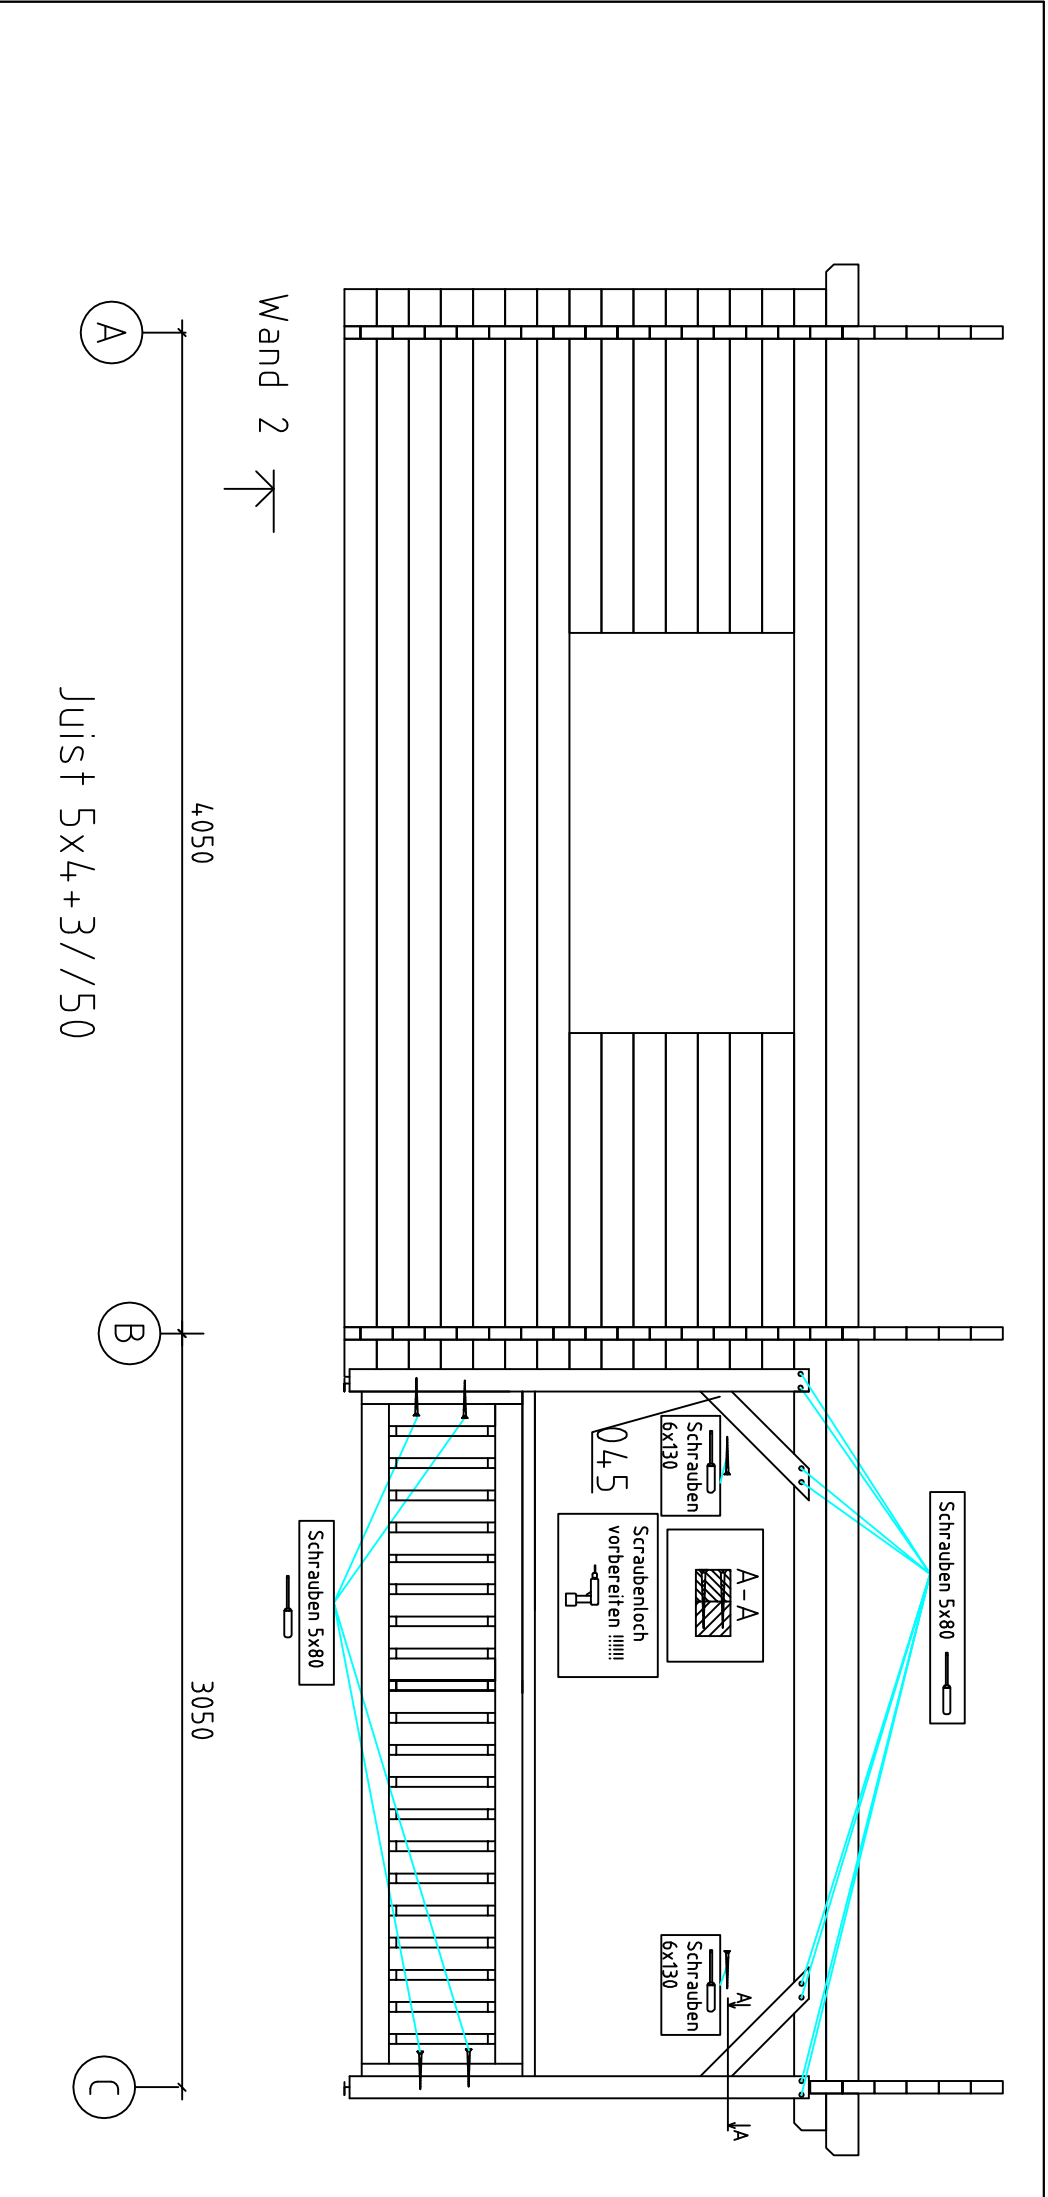 Schrauben 5x80
A-A
Schrauben
6x130
Scraubenloch
vorbereiten !!!!!!
045
Schrauben
6x130
A
A
Schrauben 5x80
Wand 2
4050
3050
A
B
C
Juist 5x4+3//50